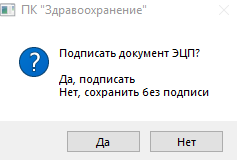 ПК "Здравоохранение"
Подписать документ ЭЦП?
Да, подписать
Нет, сохранить без подписи
Да
Нет